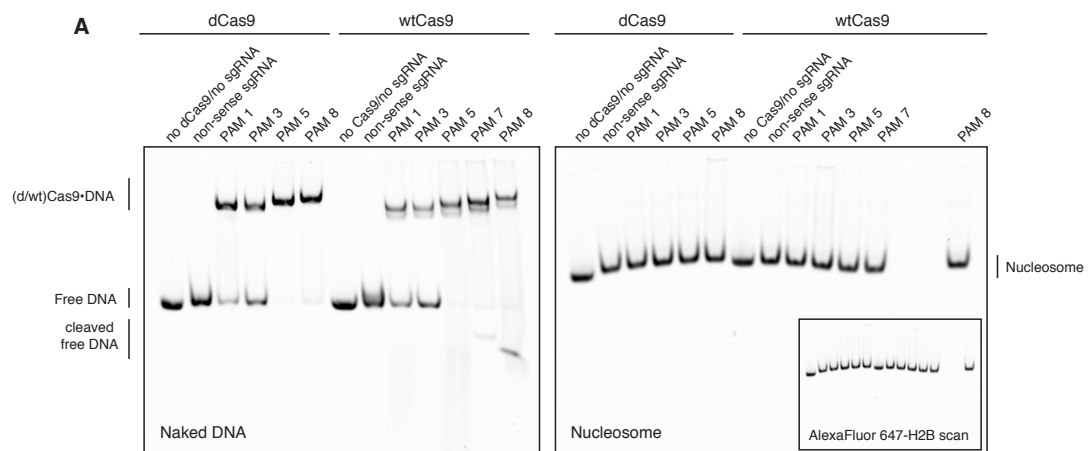 A
dCas9
wtCas9
dCas9
wtCas9
no dCas9/no sgRNA
non-sense sgRNA
PAM 1
PAM 3
PAM 5
PAM 8
no Cas9/no sgRNA
non-sense sgRNA
PAM 1
PAM 3
PAM 5
PAM 7
PAM 8
no dCas9/no sgRNA
non-sense sgRNA
PAM 1
PAM 3
PAM 5
PAM 8
no Cas9/no sgRNA
non-sense sgRNA
PAM 1
PAM 3
PAM 5
PAM 7
PAM 8
(d/wt)Cas9•DNA
Free DNA
cleaved
free DNA
Nucleosome
Naked DNA
Nucleosome
AlexaFluor 647-H2B scan